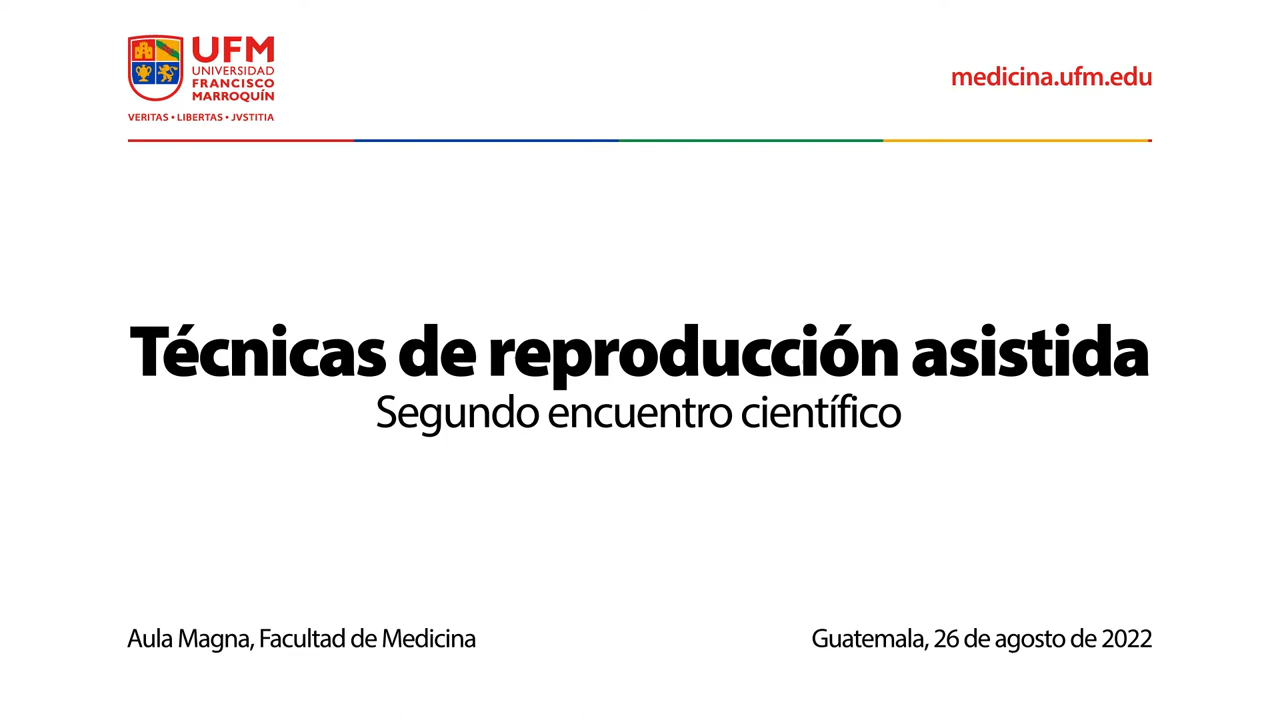 UFM
UNIVERSIDAD
FRANCISCO
MARROQUÍN
VERITAS • LIBERTAS • JVSTITIA
medicina.ufm.edu
Técnicas de reproducción asistida
Segundo encuentro científico
Aula Magna, Facultad de Medicina
Guatemala, 26 de agosto de 2022